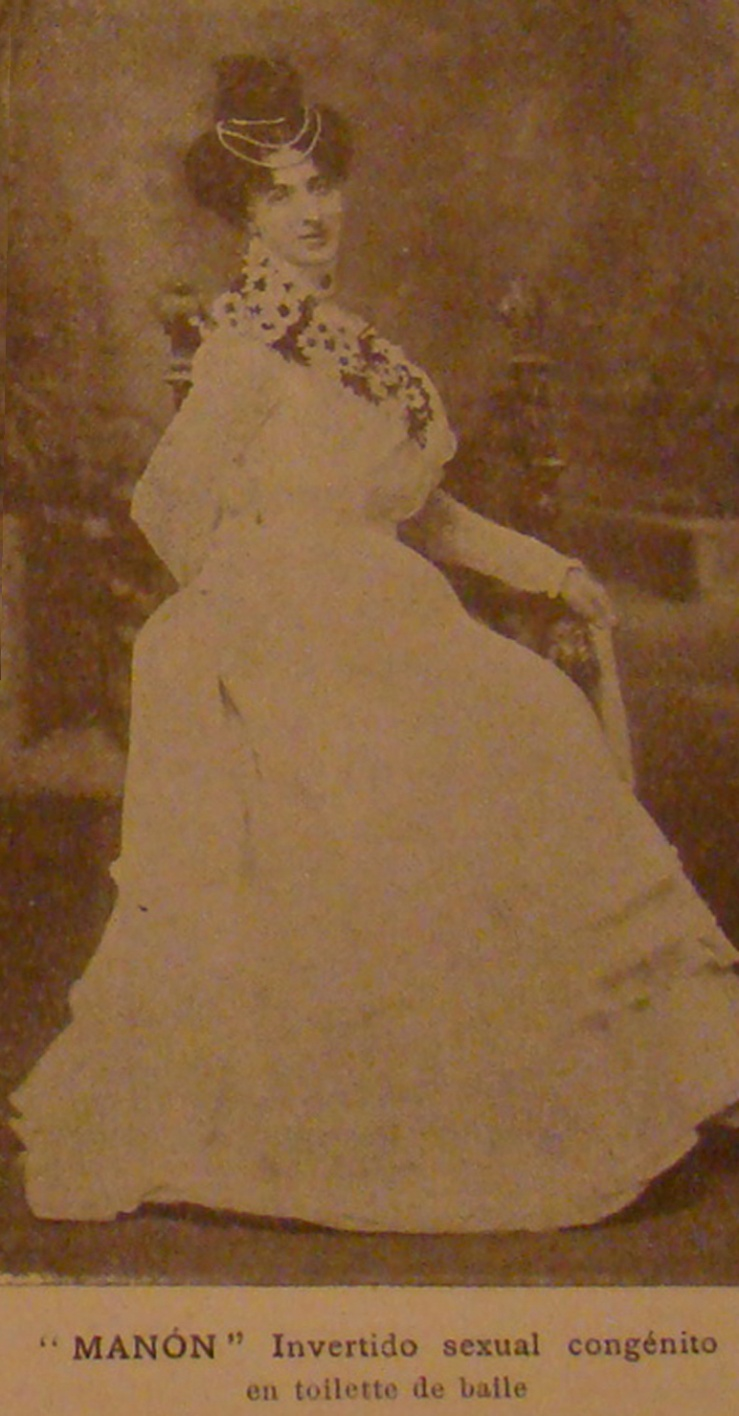 “ MANÓN ” Invertido sexual congénito
en toilette de baile